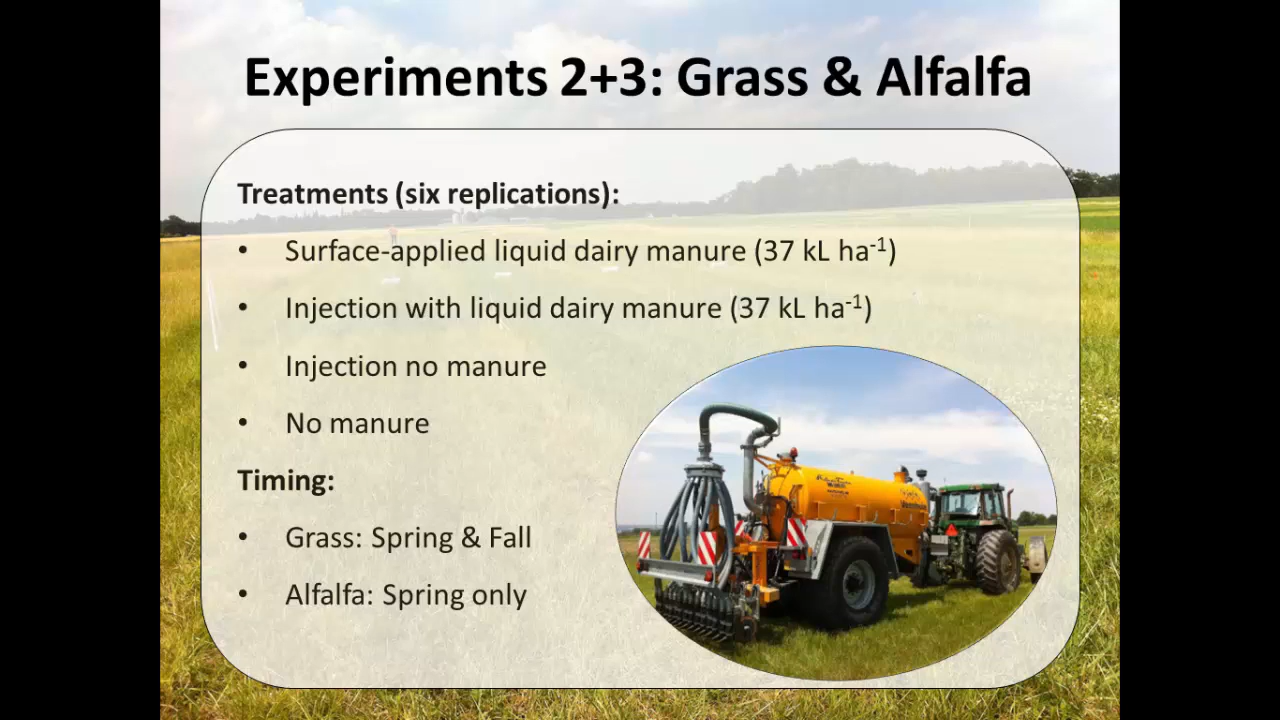 Experiments 2+3: Grass & Alfalfa
Treatments (six replications):
• Surface-applied liquid dairy manure (37 kL ha⁻¹)
• Injection with liquid dairy manure (37 kL ha⁻¹)
• Injection no manure
• No manure
Timing:
• Grass: Spring & Fall
• Alfalfa: Spring only